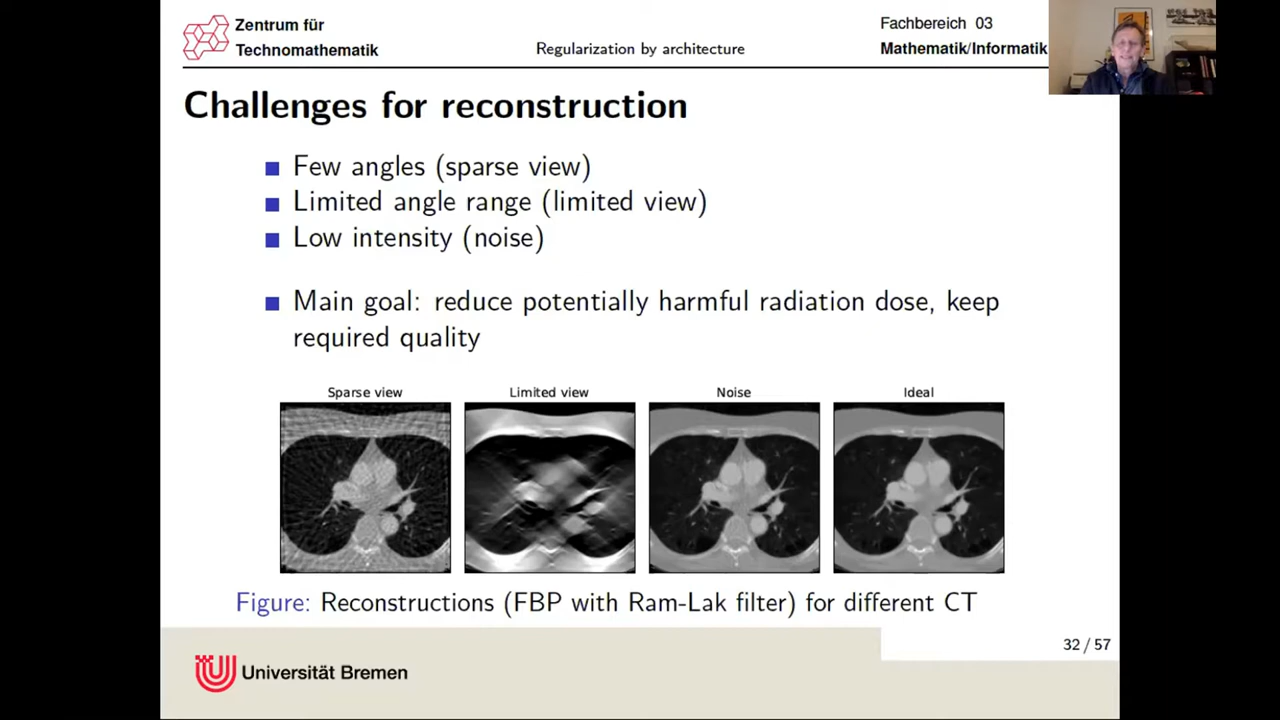 Zentrum für
Technomathematik
Regularization by architecture
Fachbereich 03
Mathematik/Informatik
Challenges for reconstruction
Few angles (sparse view)
Limited angle range (limited view)
Low intensity (noise)
Main goal: reduce potentially harmful radiation dose, keep
required quality
Sparse view
Limited view
Noise
Ideal
Figure: Reconstructions (FBP with Ram-Lak filter) for different CT
32 / 57
Universität Bremen